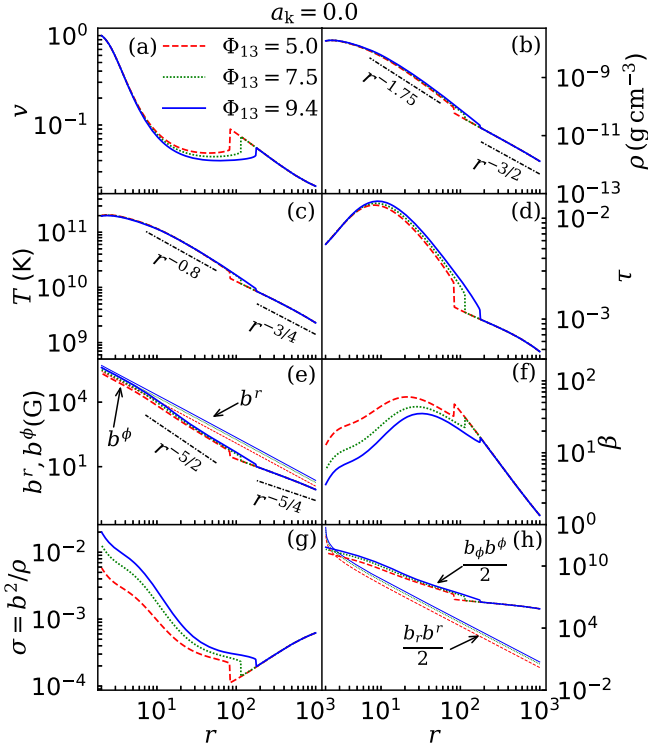 a_k = 0.0
(a)
Φ_13 = 5.0
Φ_13 = 7.5
Φ_13 = 9.4
10^0
10^-1
v
(b)
r^-1.75
r^-3/2
10^-9
10^-11
10^-13
ρ (g cm^-3)
(c)
10^11
10^10
10^9
T (K)
r^-0.8
r^-3/4
(d)
10^-2
10^-3
τ
(e)
10^4
10^1
b^r, b^ϕ(G)
b^r
b^ϕ
r^-5/2
r^-5/4
(f)
10^2
10^1
10^0
β
(g)
10^-2
10^-3
10^-4
σ = b^2/ρ
10^1 10^2 10^3
r
(h)
b_ϕ b^ϕ / 2
b_r b^r / 2
10^10
10^4
10^-2
10^1 10^2 10^3
r